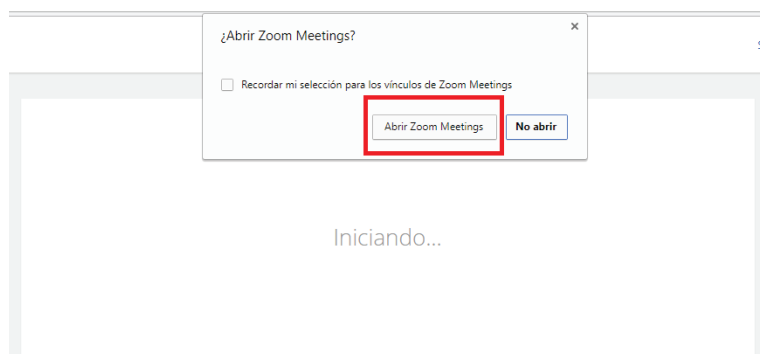 ¿Abrir Zoom Meetings?
Recordar mi selección para los vínculos de Zoom Meetings
Abrir Zoom Meetings
No abrir
Iniciando...